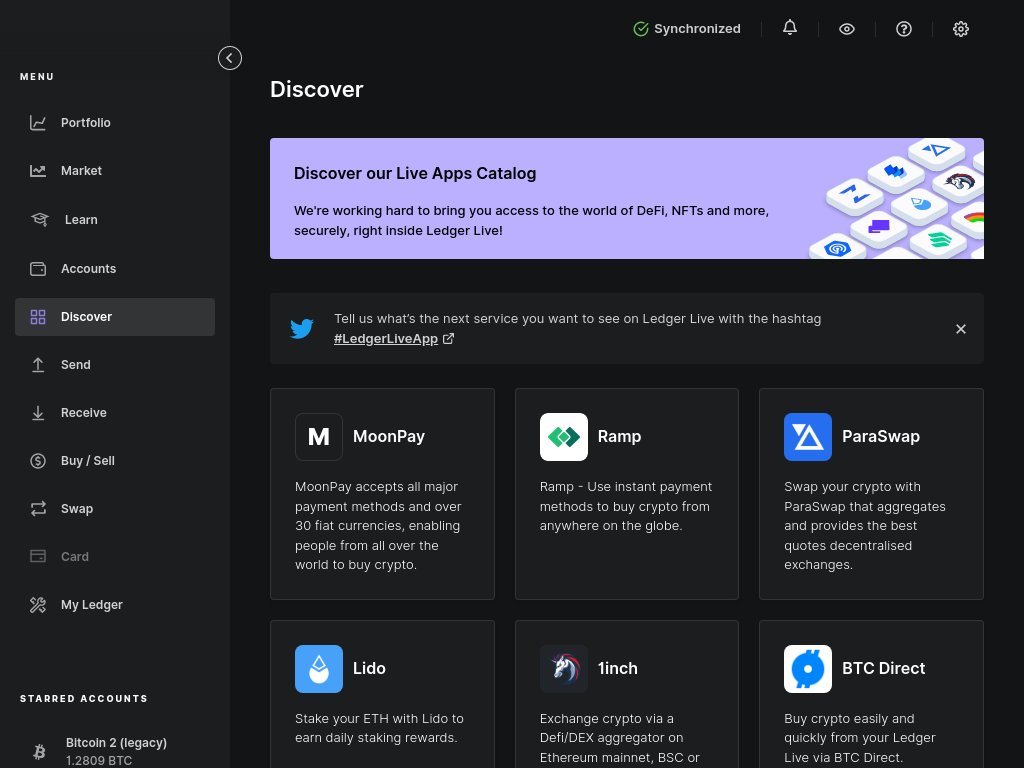 Synchronized
MENU
Discover
Portfolio
Market
Learn
Accounts
Discover
Send
Receive
Buy / Sell
Swap
Card
My Ledger
STARRED ACCOUNTS
Bitcoin 2 (legacy)
1.2809 BTC
Discover our Live Apps Catalog
We're working hard to bring you access to the world of DeFi, NFTs and more,
securely, right inside Ledger Live!
Tell us what's the next service you want to see on Ledger Live with the hashtag
#LedgerLiveApp
M
MoonPay
MoonPay accepts all major
payment methods and over
30 fiat currencies, enabling
people from all over the
world to buy crypto.
Ramp
Ramp - Use instant payment
methods to buy crypto from
anywhere on the globe.
ParaSwap
Swap your crypto with
ParaSwap that aggregates
and provides the best
quotes decentralised
exchanges.
Lido
Stake your ETH with Lido to
earn daily staking rewards.
1inch
Exchange crypto via a
Defi/DEX aggregator on
Ethereum mainnet, BSC or
BTC Direct
Buy crypto easily and
quickly from your Ledger
Live via BTC Direct.